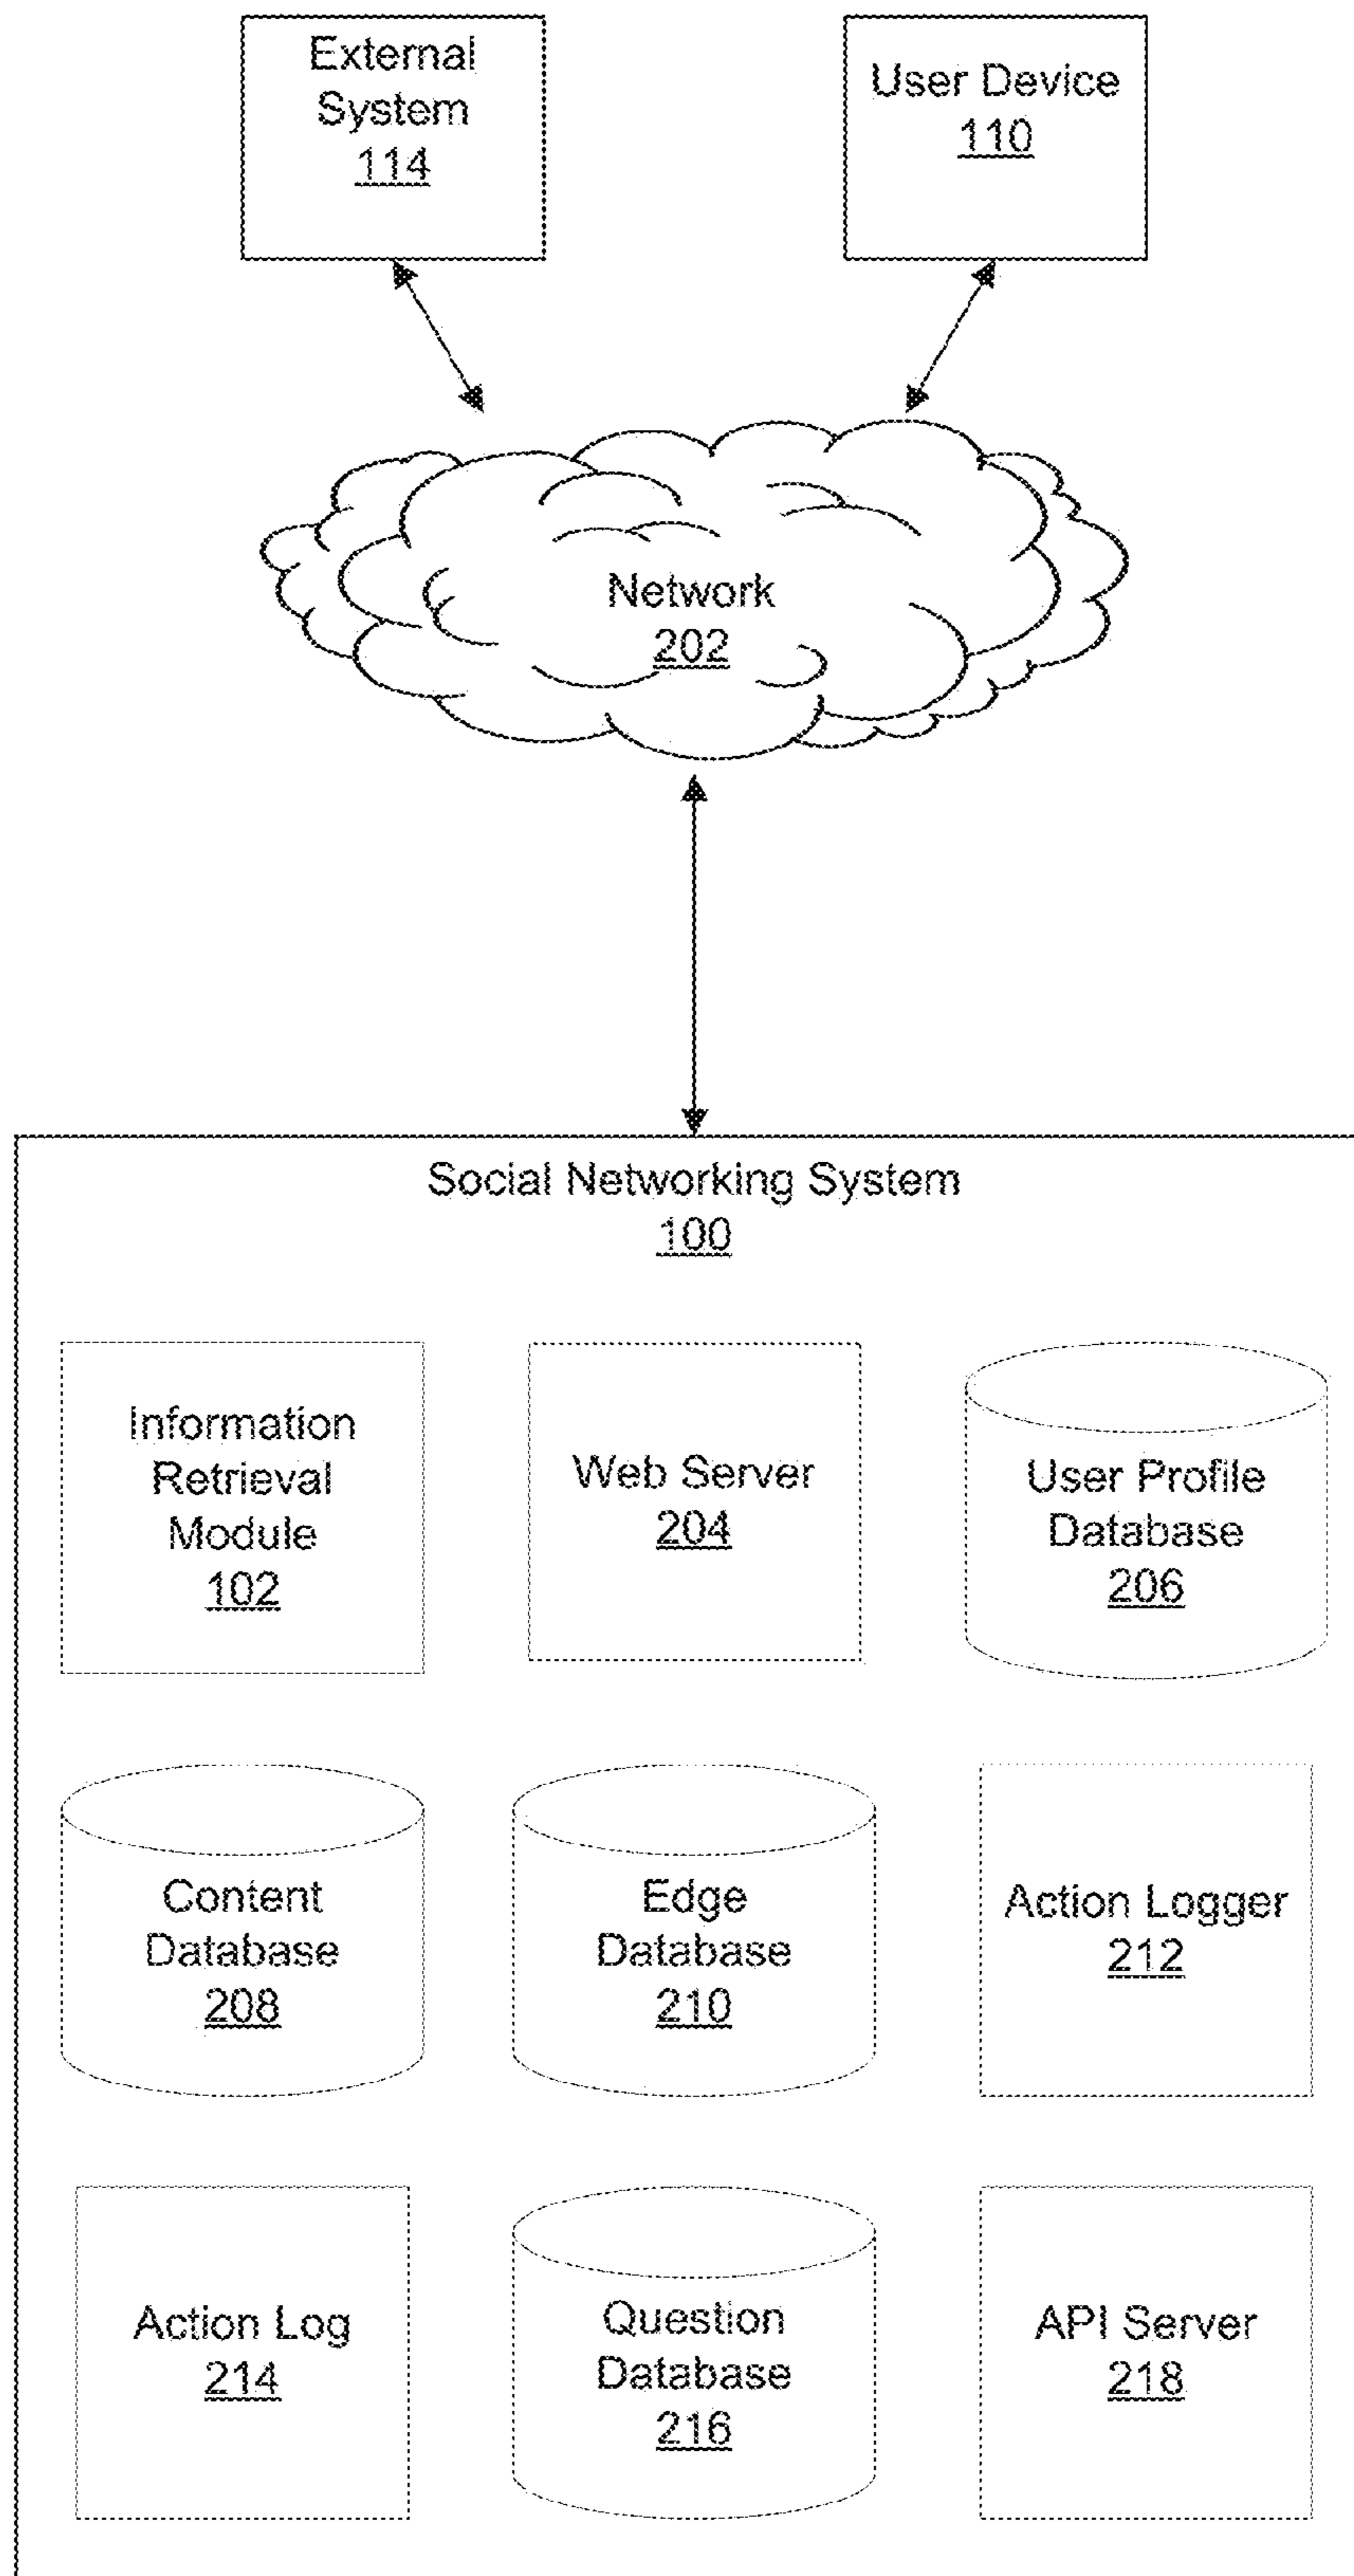 External
System
114
User Device
110
Network
202
Social Networking System
100
Information
Retrieval
Module
102
Web Server
204
User Profile
Database
206
Content
Database
208
Edge
Database
210
Action Logger
212
Action Log
214
Question
Database
216
API Server
218